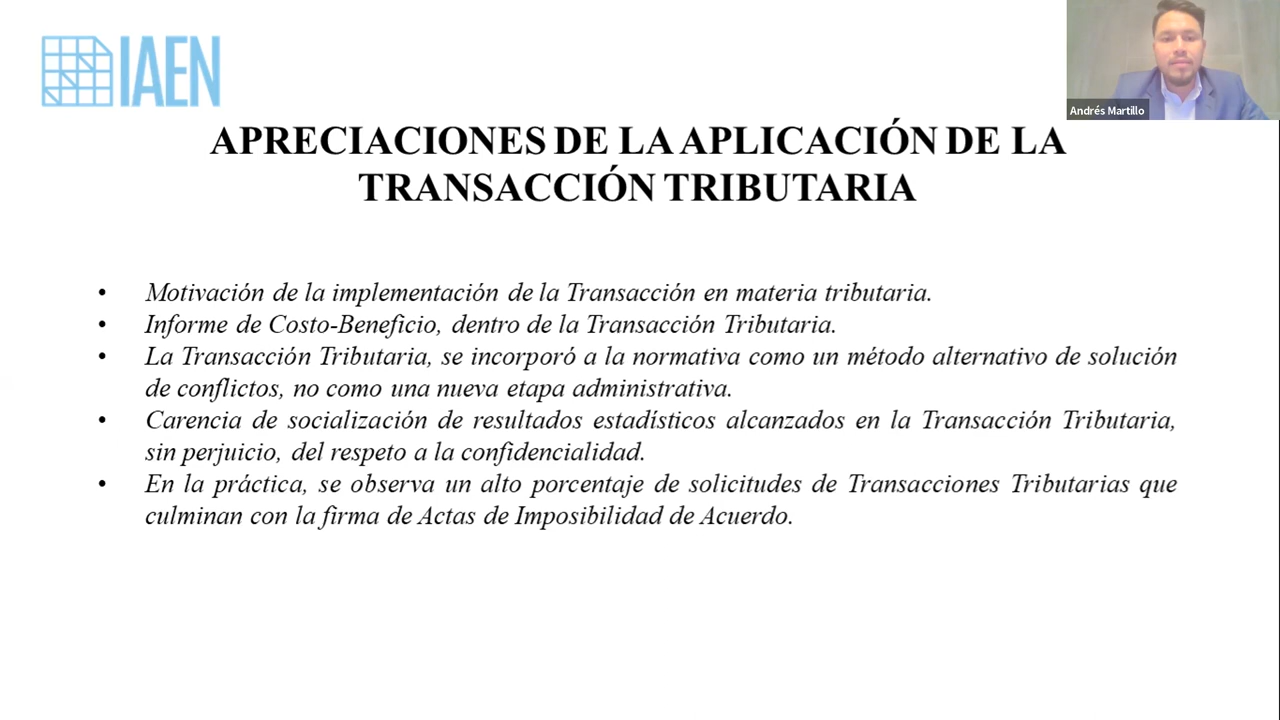 IAEN
Andrés Martillo
APRECIACIONES DE LA APLICACIÓN DE LA
TRANSACCIÓN TRIBUTARIA
• Motivación de la implementación de la Transacción en materia tributaria.
• Informe de Costo-Beneficio, dentro de la Transacción Tributaria.
• La Transacción Tributaria, se incorporó a la normativa como un método alternativo de solución
de conflictos, no como una nueva etapa administrativa.
• Carencia de socialización de resultados estadísticos alcanzados en la Transacción Tributaria,
sin perjuicio, del respeto a la confidencialidad.
• En la práctica, se observa un alto porcentaje de solicitudes de Transacciones Tributarias que
culminan con la firma de Actas de Imposibilidad de Acuerdo.